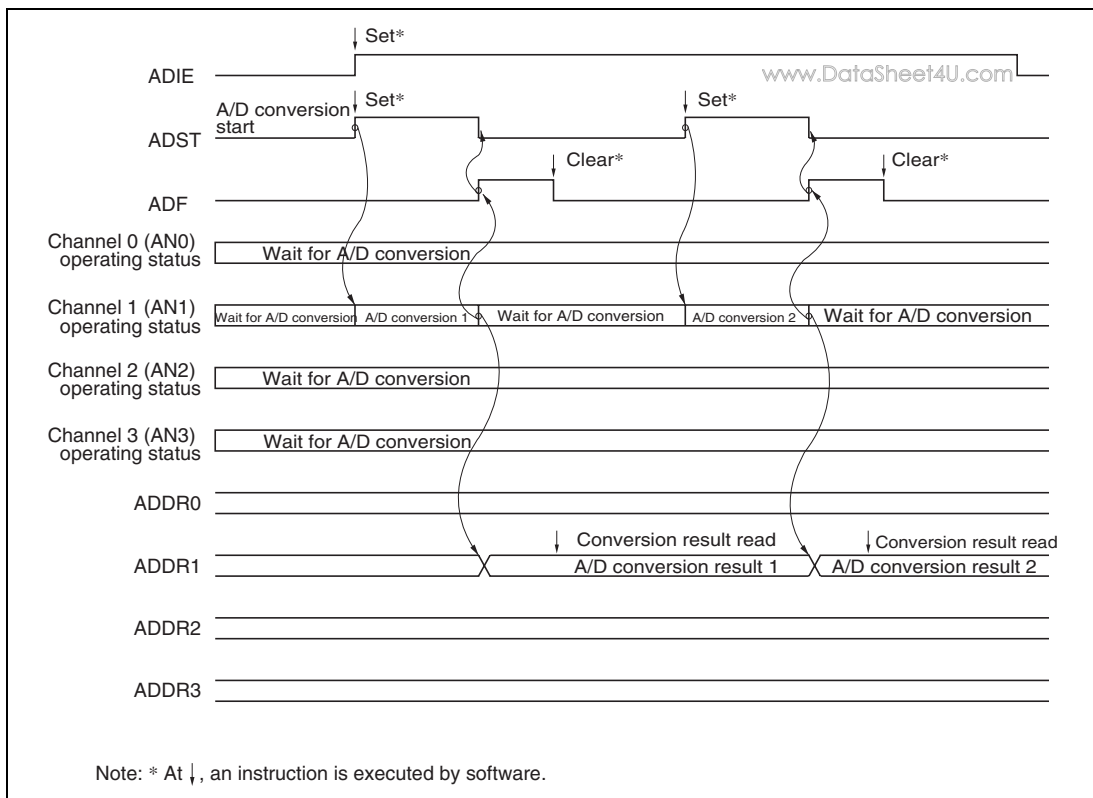 Set*
ADIE
www.DataSheet4U.com
A/D conversion
start
Set*
Set*
ADST
Clear*
Clear*
ADF
Channel 0 (AN0)
operating status
Wait for A/D conversion
Channel 1 (AN1)
operating status
Wait for A/D conversion
A/D conversion 1
Wait for A/D conversion
A/D conversion 2
Wait for A/D conversion
Channel 2 (AN2)
operating status
Wait for A/D conversion
Channel 3 (AN3)
operating status
Wait for A/D conversion
ADDR0
Conversion result read
Conversion result read
ADDR1
A/D conversion result 1
A/D conversion result 2
ADDR2
ADDR3
Note: * At ↓, an instruction is executed by software.